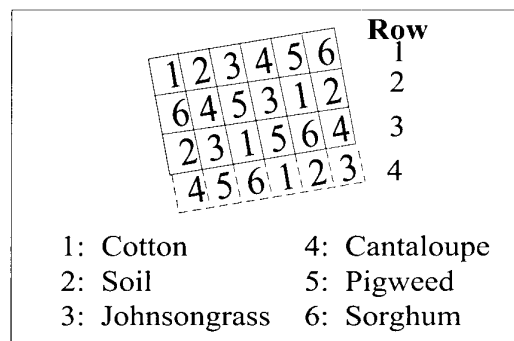 Row
1 2 3 4 5 6 1
6 4 5 3 1 2 2
2 3 1 5 6 4 3
4 5 6 1 2 3 4
1: Cotton 4: Cantaloupe
2: Soil 5: Pigweed
3: Johnsongrass 6: Sorghum